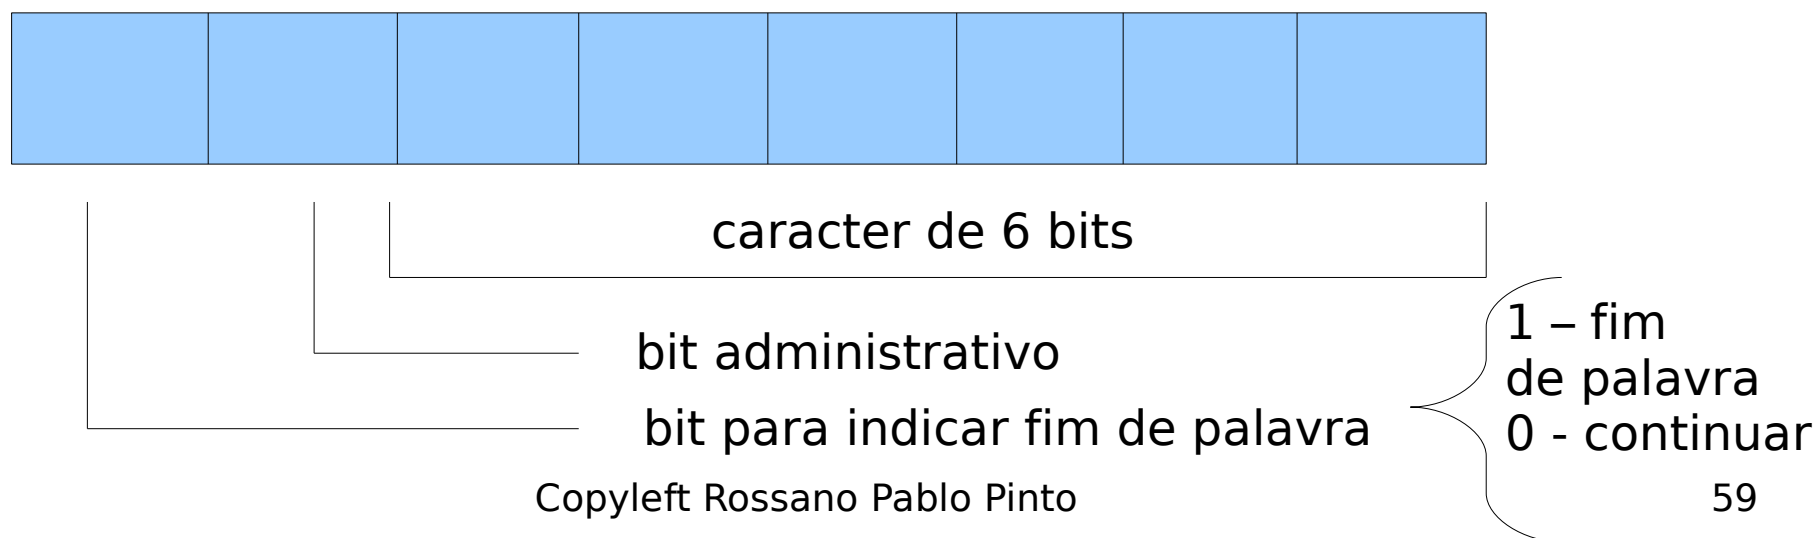 caracter de 6 bits
bit administrativo
bit para indicar fim de palavra
1 – fim
de palavra
0 - continuar
Copyleft Rossano Pablo Pinto
59